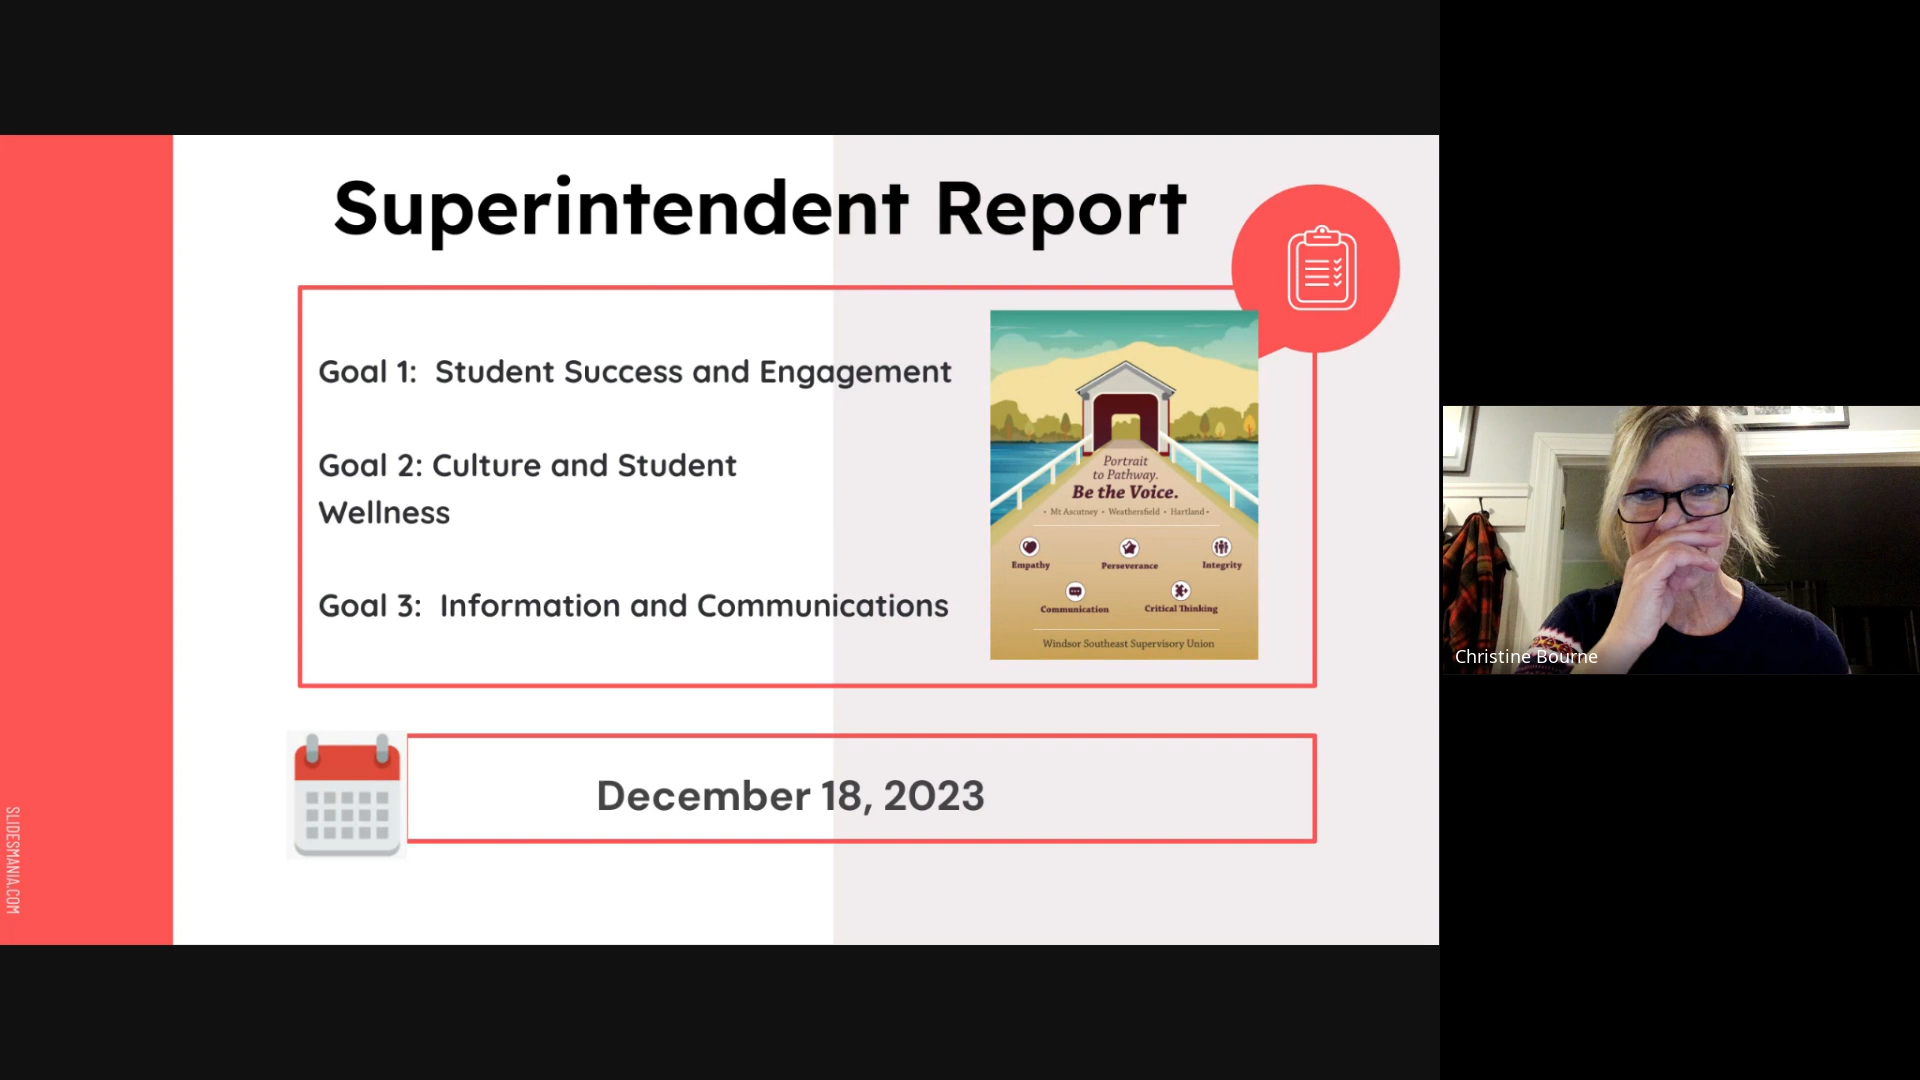 Superintendent Report
Goal 1:  Student Success and Engagement
Goal 2: Culture and Student
Wellness
Goal 3:  Information and Communications
Portrait
to Pathway.
Be the Voice.
• Mt Ascutney • Weathersfield • Hartland •
Empathy
Perseverance
Integrity
Communication
Critical Thinking
Windsor Southeast Supervisory Union
December 18, 2023
SLIDESMANIA.COM
Christine Bourne